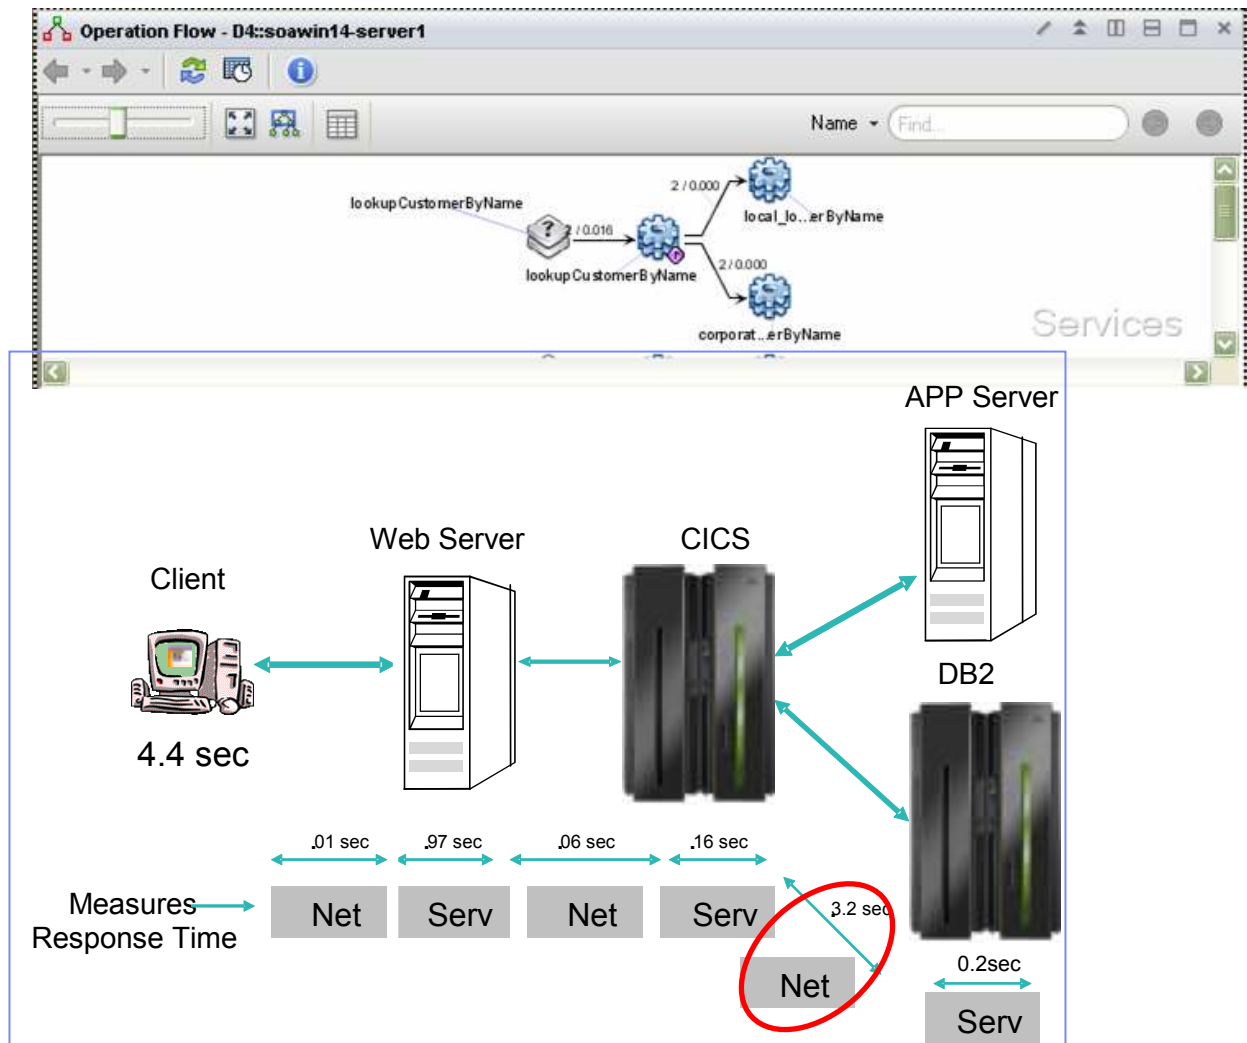 Operation Flow - D4::soawin14-server1
Name
Find...
lookupCustomerByName
2 / 0.016
lookupCustomerByName
2 / 0.000
local_lo...erByName
2 / 0.000
corporat...erByName
Services
APP Server
Web Server
CICS
Client
DB2
4.4 sec
.01 sec
.97 sec
.06 sec
.16 sec
Measures
Response Time
Net
Serv
Net
Serv
3.2 sec
Net
0.2sec
Serv